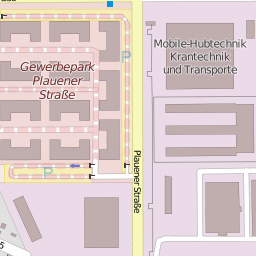 P
Gewerbepark
Plauener
Straße
Mobile-Hubtechnik
Krantechnik
und Transporte
Plauener Straße
P